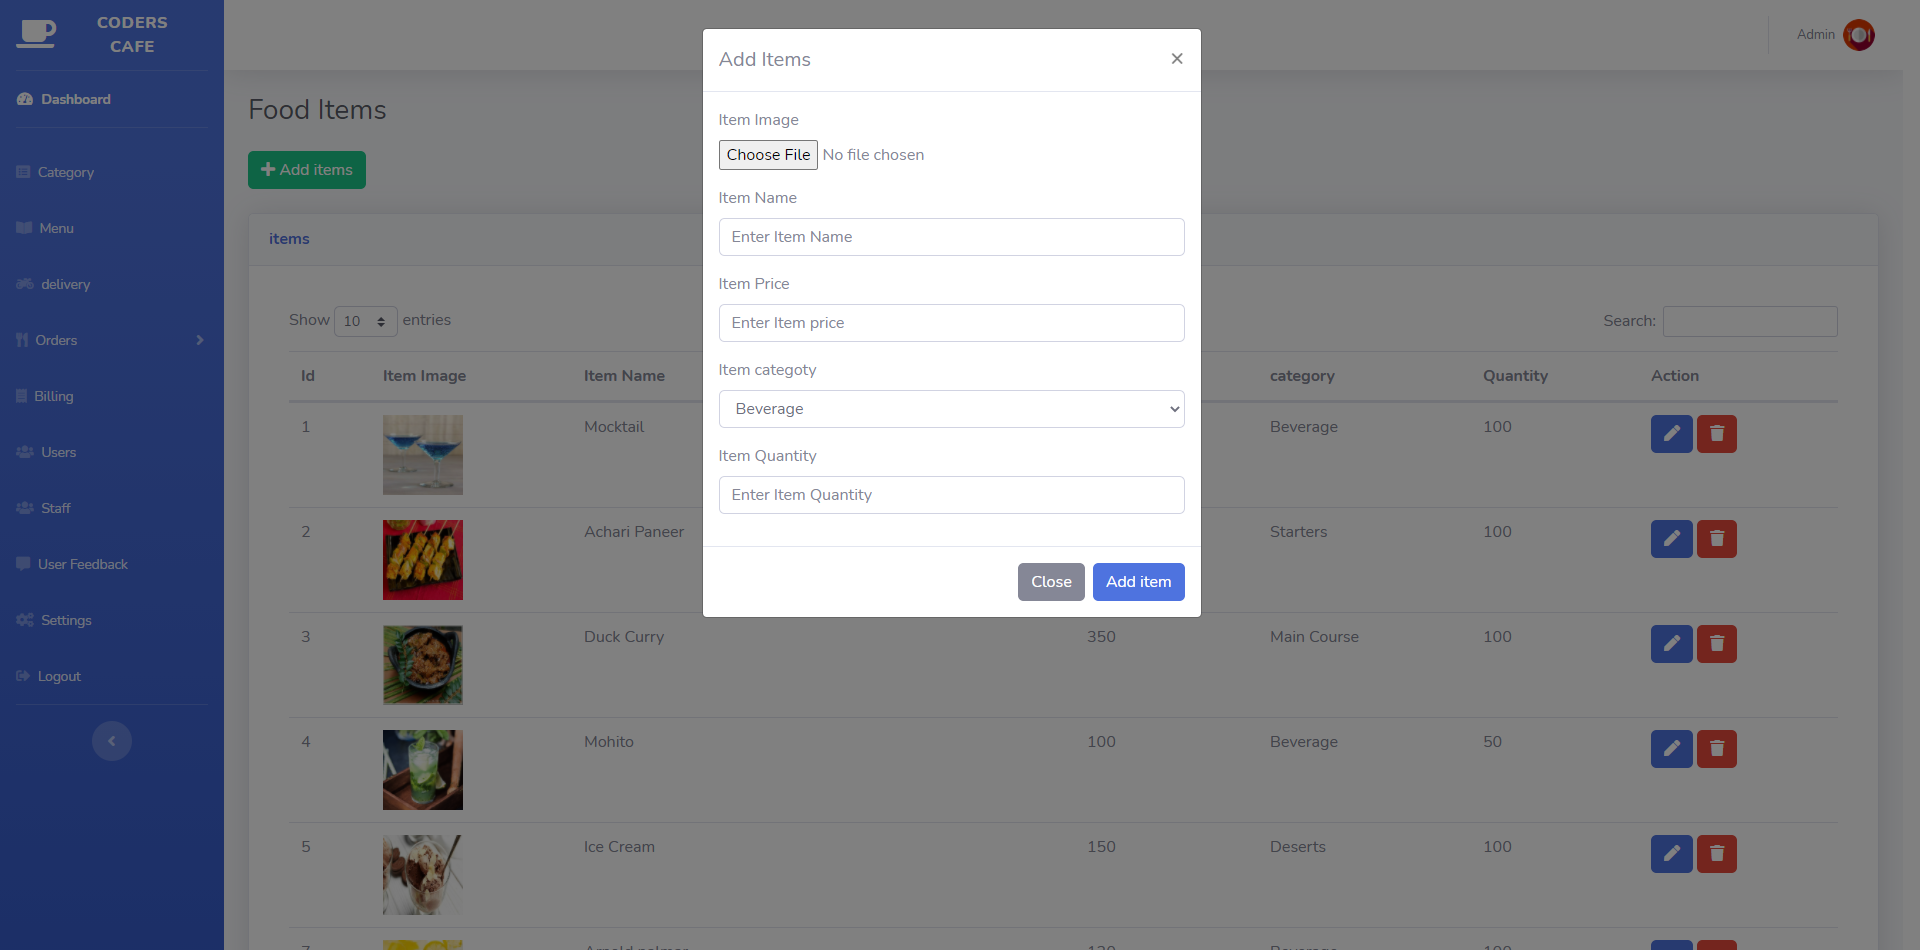 CODERS
CAFE
Dashboard
Category
Menu
delivery
Orders
Billing
Users
Staff
User Feedback
Settings
Logout
Admin
Food Items
Add items
items
Show 10 entries
Search:
Id Item Image Item Name category Quantity Action
1 Mocktail Beverage 100
2 Achari Paneer Starters 100
3 Duck Curry 350 Main Course 100
4 Mohito 100 Beverage 50
5 Ice Cream 150 Deserts 100
Add Items
×
Item Image
Choose File No file chosen
Item Name
Enter Item Name
Item Price
Enter Item price
Item categoty
Beverage
Item Quantity
Enter Item Quantity
Close Add item